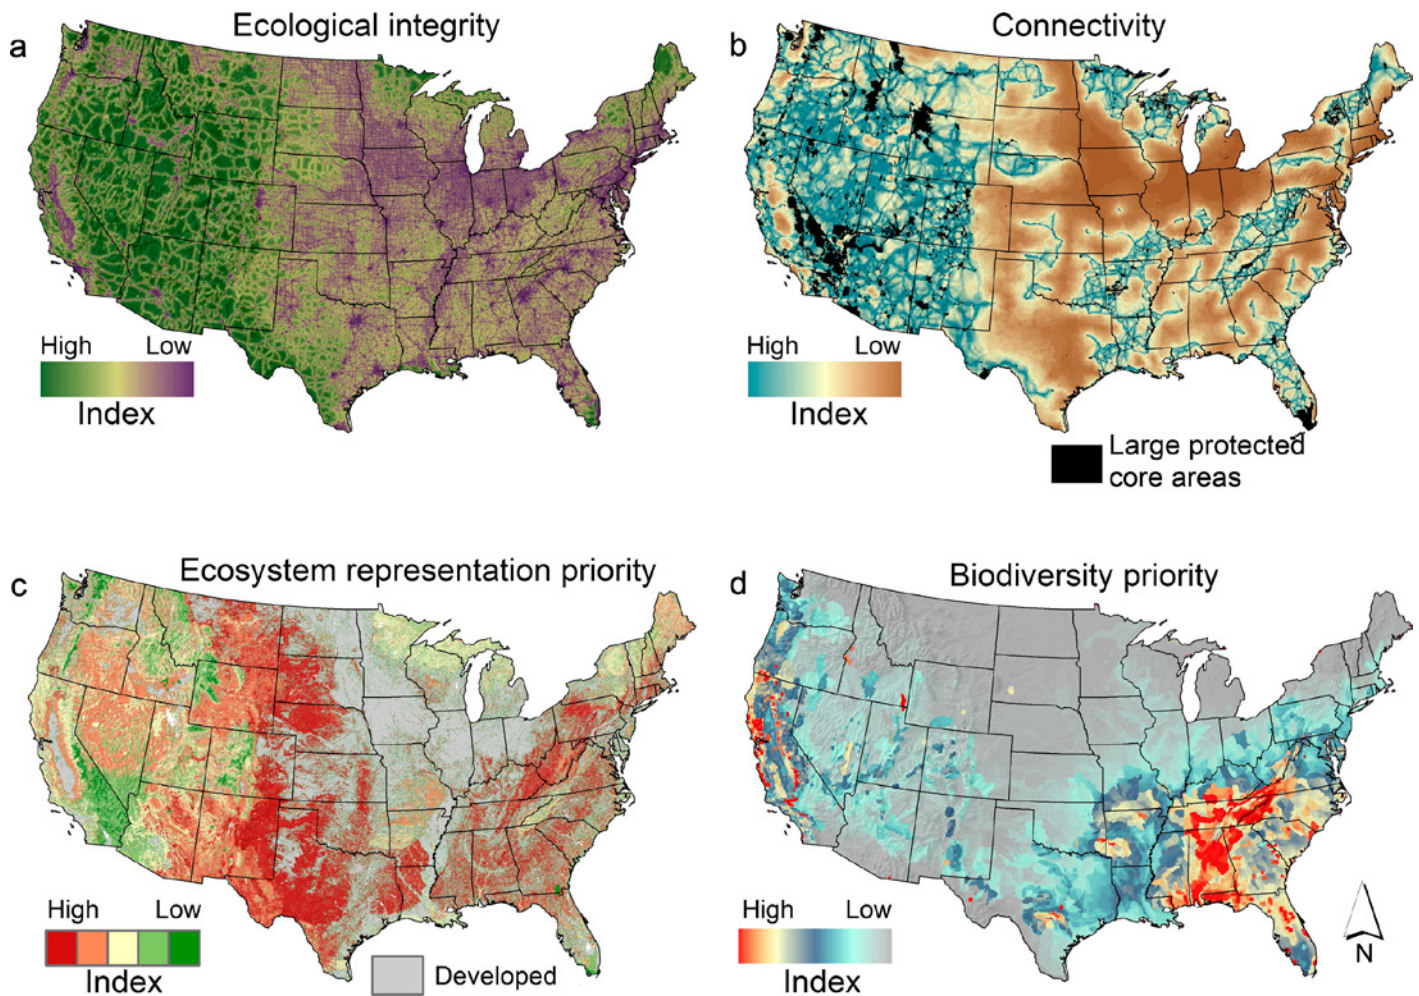 a
Ecological integrity
High Low
Index
b
Connectivity
High Low
Index
Large protected
core areas
c
Ecosystem representation priority
High Low
Index
Developed
d
Biodiversity priority
High Low
Index
N